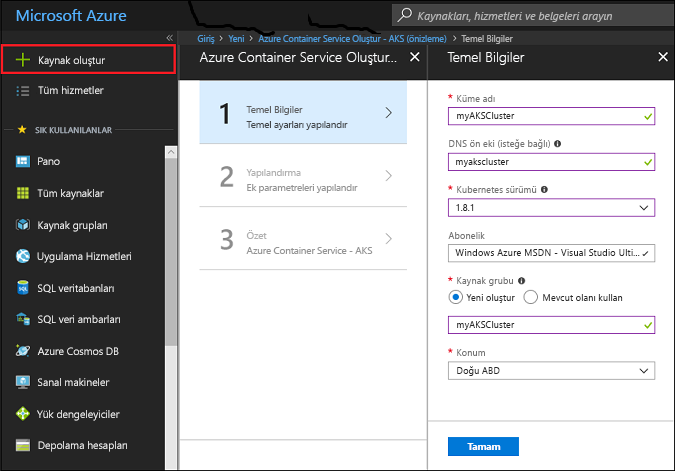 Microsoft Azure
Kaynakları, hizmetleri ve belgeleri arayın
«
Giriş > Yeni > Azure Container Service Oluştur - AKS (önizleme) > Temel Bilgiler
Kaynak oluştur
Tüm hizmetler
SIK KULLANILANLAR
Pano
Tüm kaynaklar
Kaynak grupları
Uygulama Hizmetleri
SQL veritabanları
SQL veri ambarları
Azure Cosmos DB
Sanal makineler
Yük dengeleyiciler
Depolama hesapları
Azure Container Service Oluştur...
1 Temel Bilgiler
Temel ayarları yapılandır
2 Yapılandırma
Ek parametreleri yapılandır
3 Özet
Azure Container Service - AKS
Temel Bilgiler
* Küme adı
myAKSCluster
DNS ön eki (isteğe bağlı)
myakscluster
* Kubernetes sürümü
1.8.1
Abonelik
Windows Azure MSDN - Visual Studio Ulti...
* Kaynak grubu
Yeni oluştur Mevcut olanı kullan
myAKSCluster
* Konum
Doğu ABD
Tamam